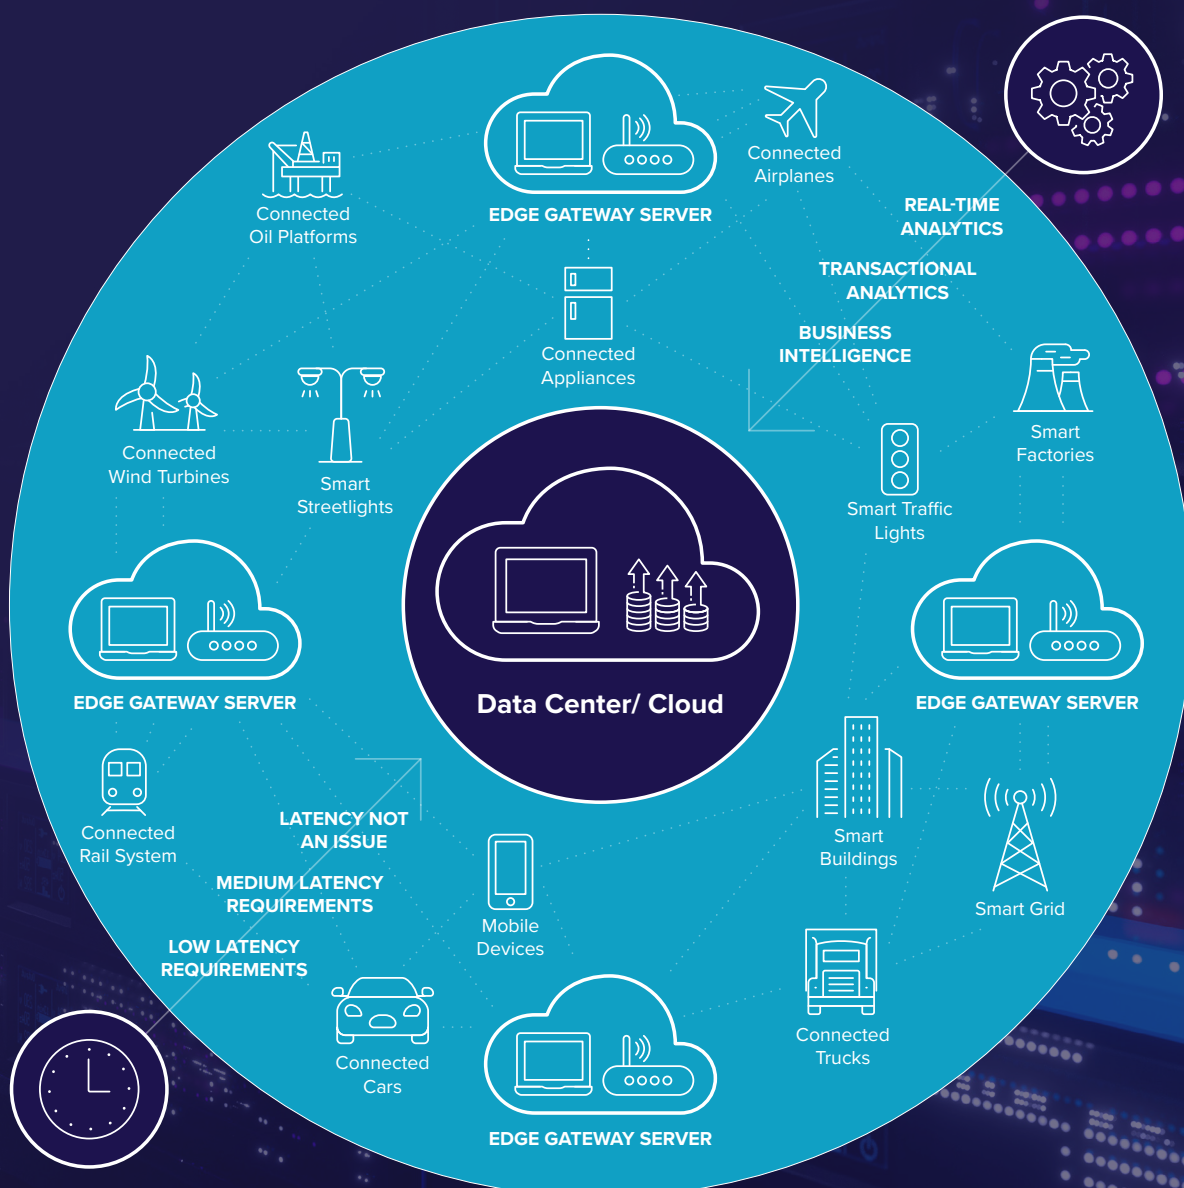 Connected
Airplanes
Connected
Oil Platforms
EDGE GATEWAY SERVER
REAL-TIME
ANALYTICS
TRANSACTIONAL
ANALYTICS
BUSINESS
INTELLIGENCE
Connected
Appliances
Connected
Wind Turbines
Smart
Streetlights
Smart
Factories
Smart Traffic
Lights
EDGE GATEWAY SERVER
Data Center/ Cloud
EDGE GATEWAY SERVER
Connected
Rail System
LATENCY NOT
AN ISSUE
MEDIUM LATENCY
REQUIREMENTS
LOW LATENCY
REQUIREMENTS
Mobile
Devices
Smart
Buildings
Smart Grid
Connected
Cars
Connected
Trucks
EDGE GATEWAY SERVER